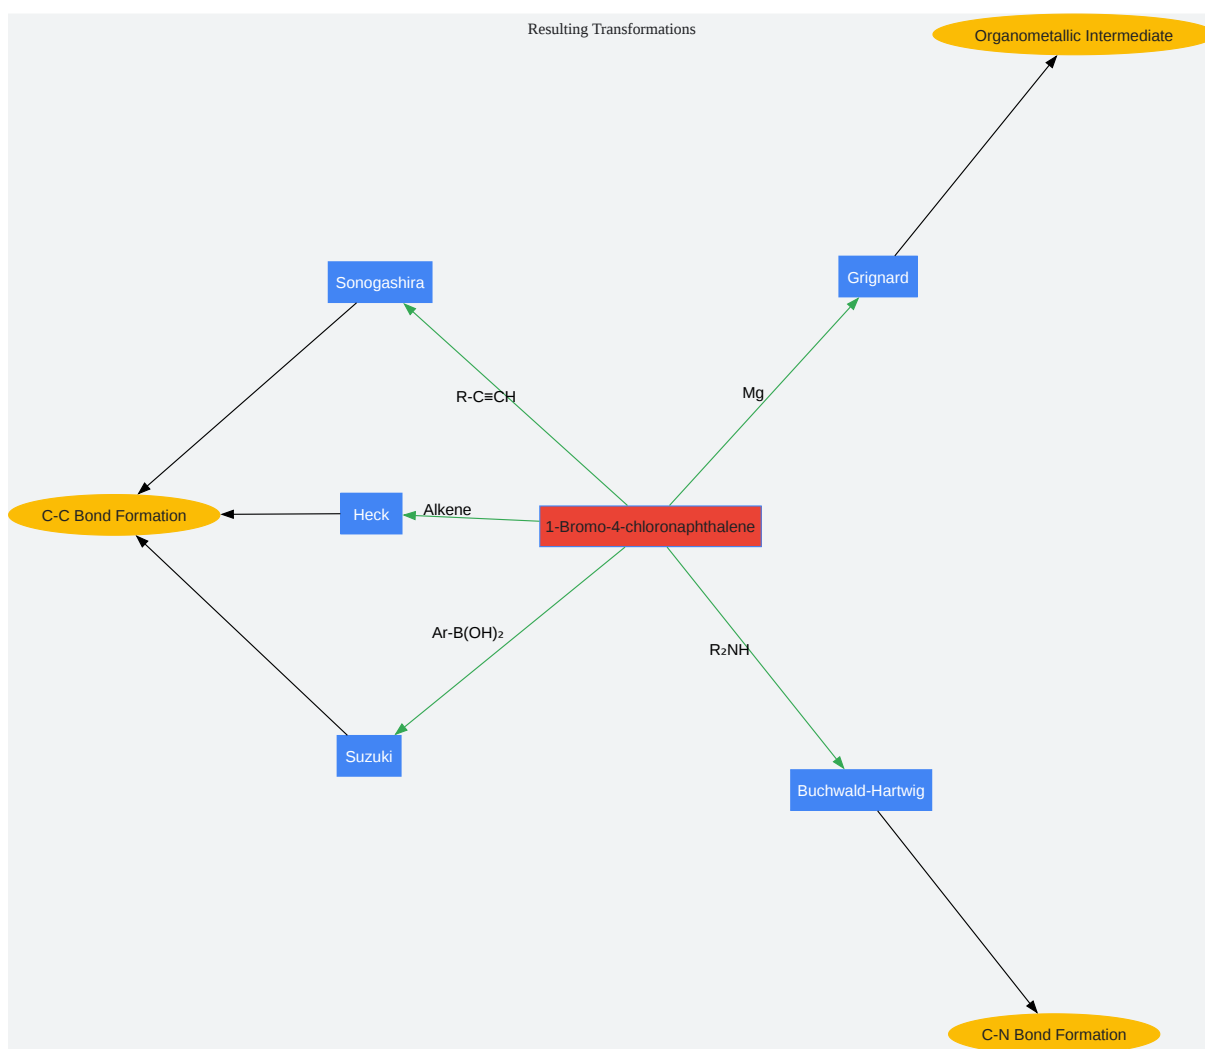 Resulting Transformations
Organometallic Intermediate
Sonogashira
Grignard
R-C≡CH
Mg
C-C Bond Formation
Heck
Alkene
1-Bromo-4-chloronaphthalene
Ar-B(OH)₂
R₂NH
Suzuki
Buchwald-Hartwig
C-N Bond Formation